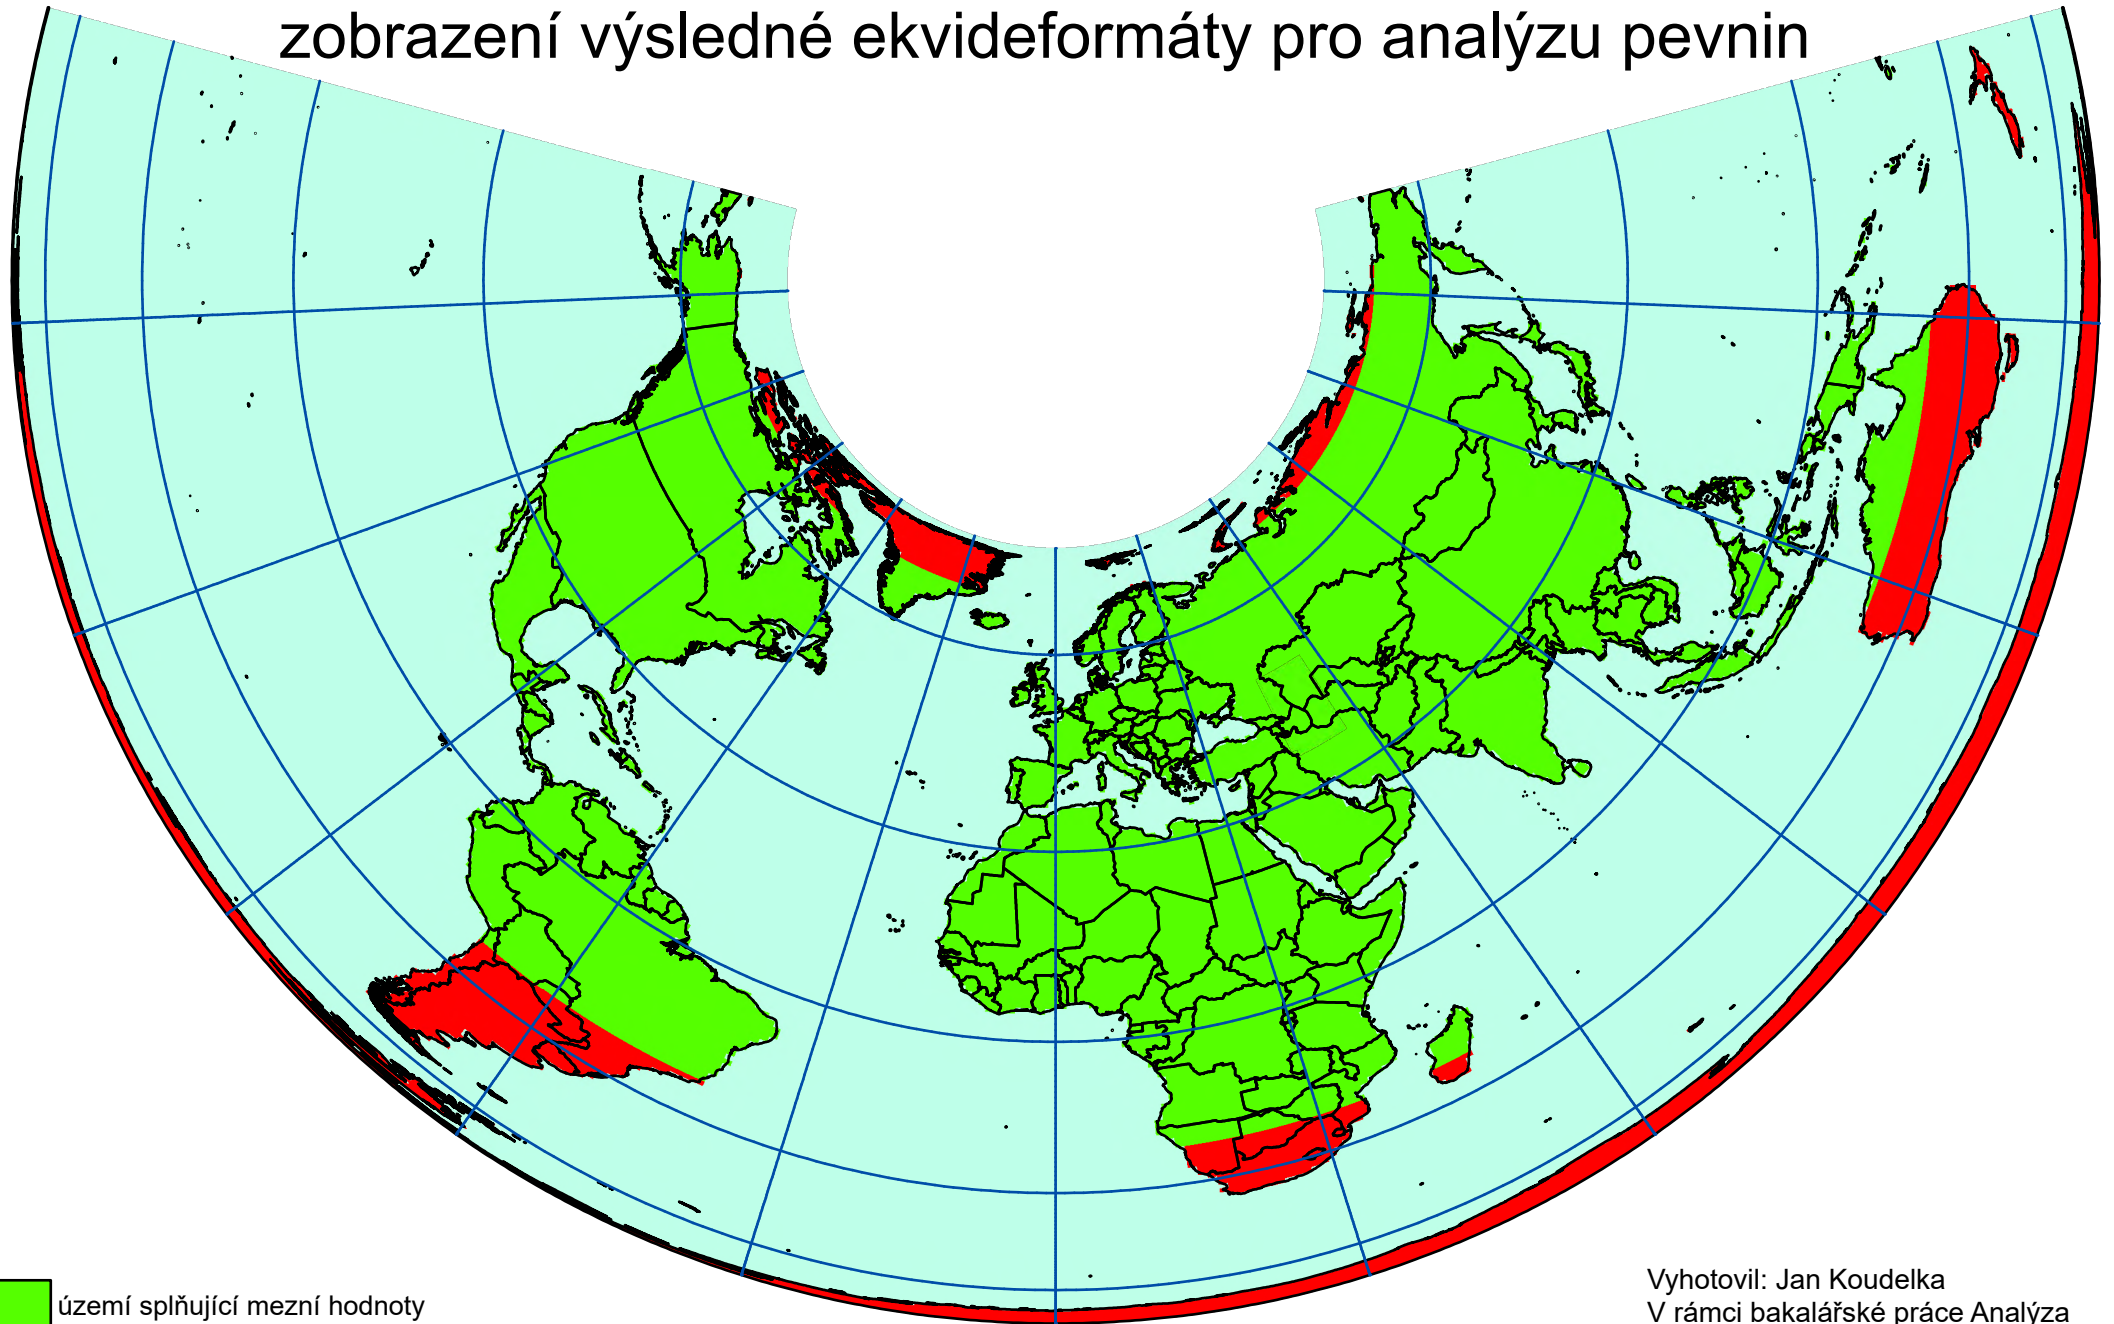 zobrazení výsledné ekvideformáty pro analýzu pevnin
území splňující mezní hodnoty
Vyhotovil: Jan Koudelka
V rámci bakalářské práce Analýza